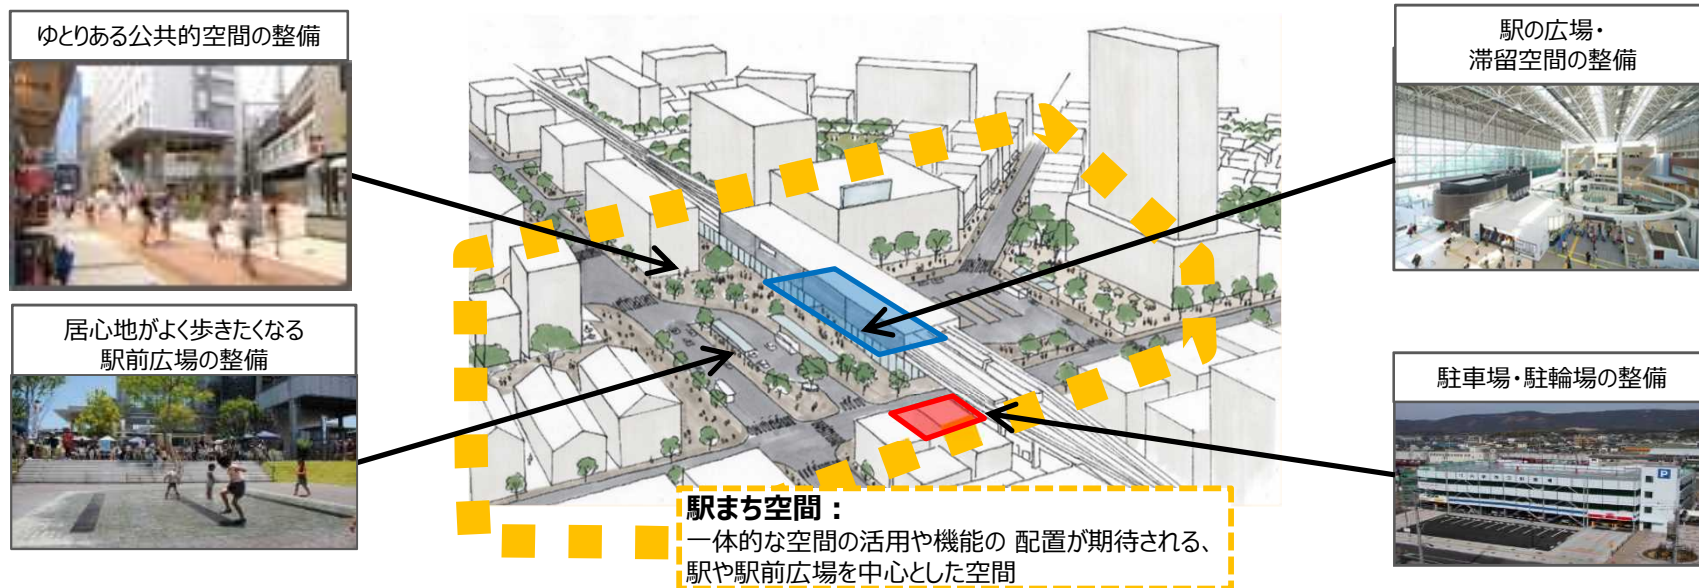 ゆとりある公共的空間の整備
居心地がよく歩きたくなる
駅前広場の整備
駅の広場・
滞留空間の整備
駐車場・駐輪場の整備
P
駅まち空間：
一体的な空間の活用や機能の 配置が期待される、
駅や駅前広場を中心とした空間